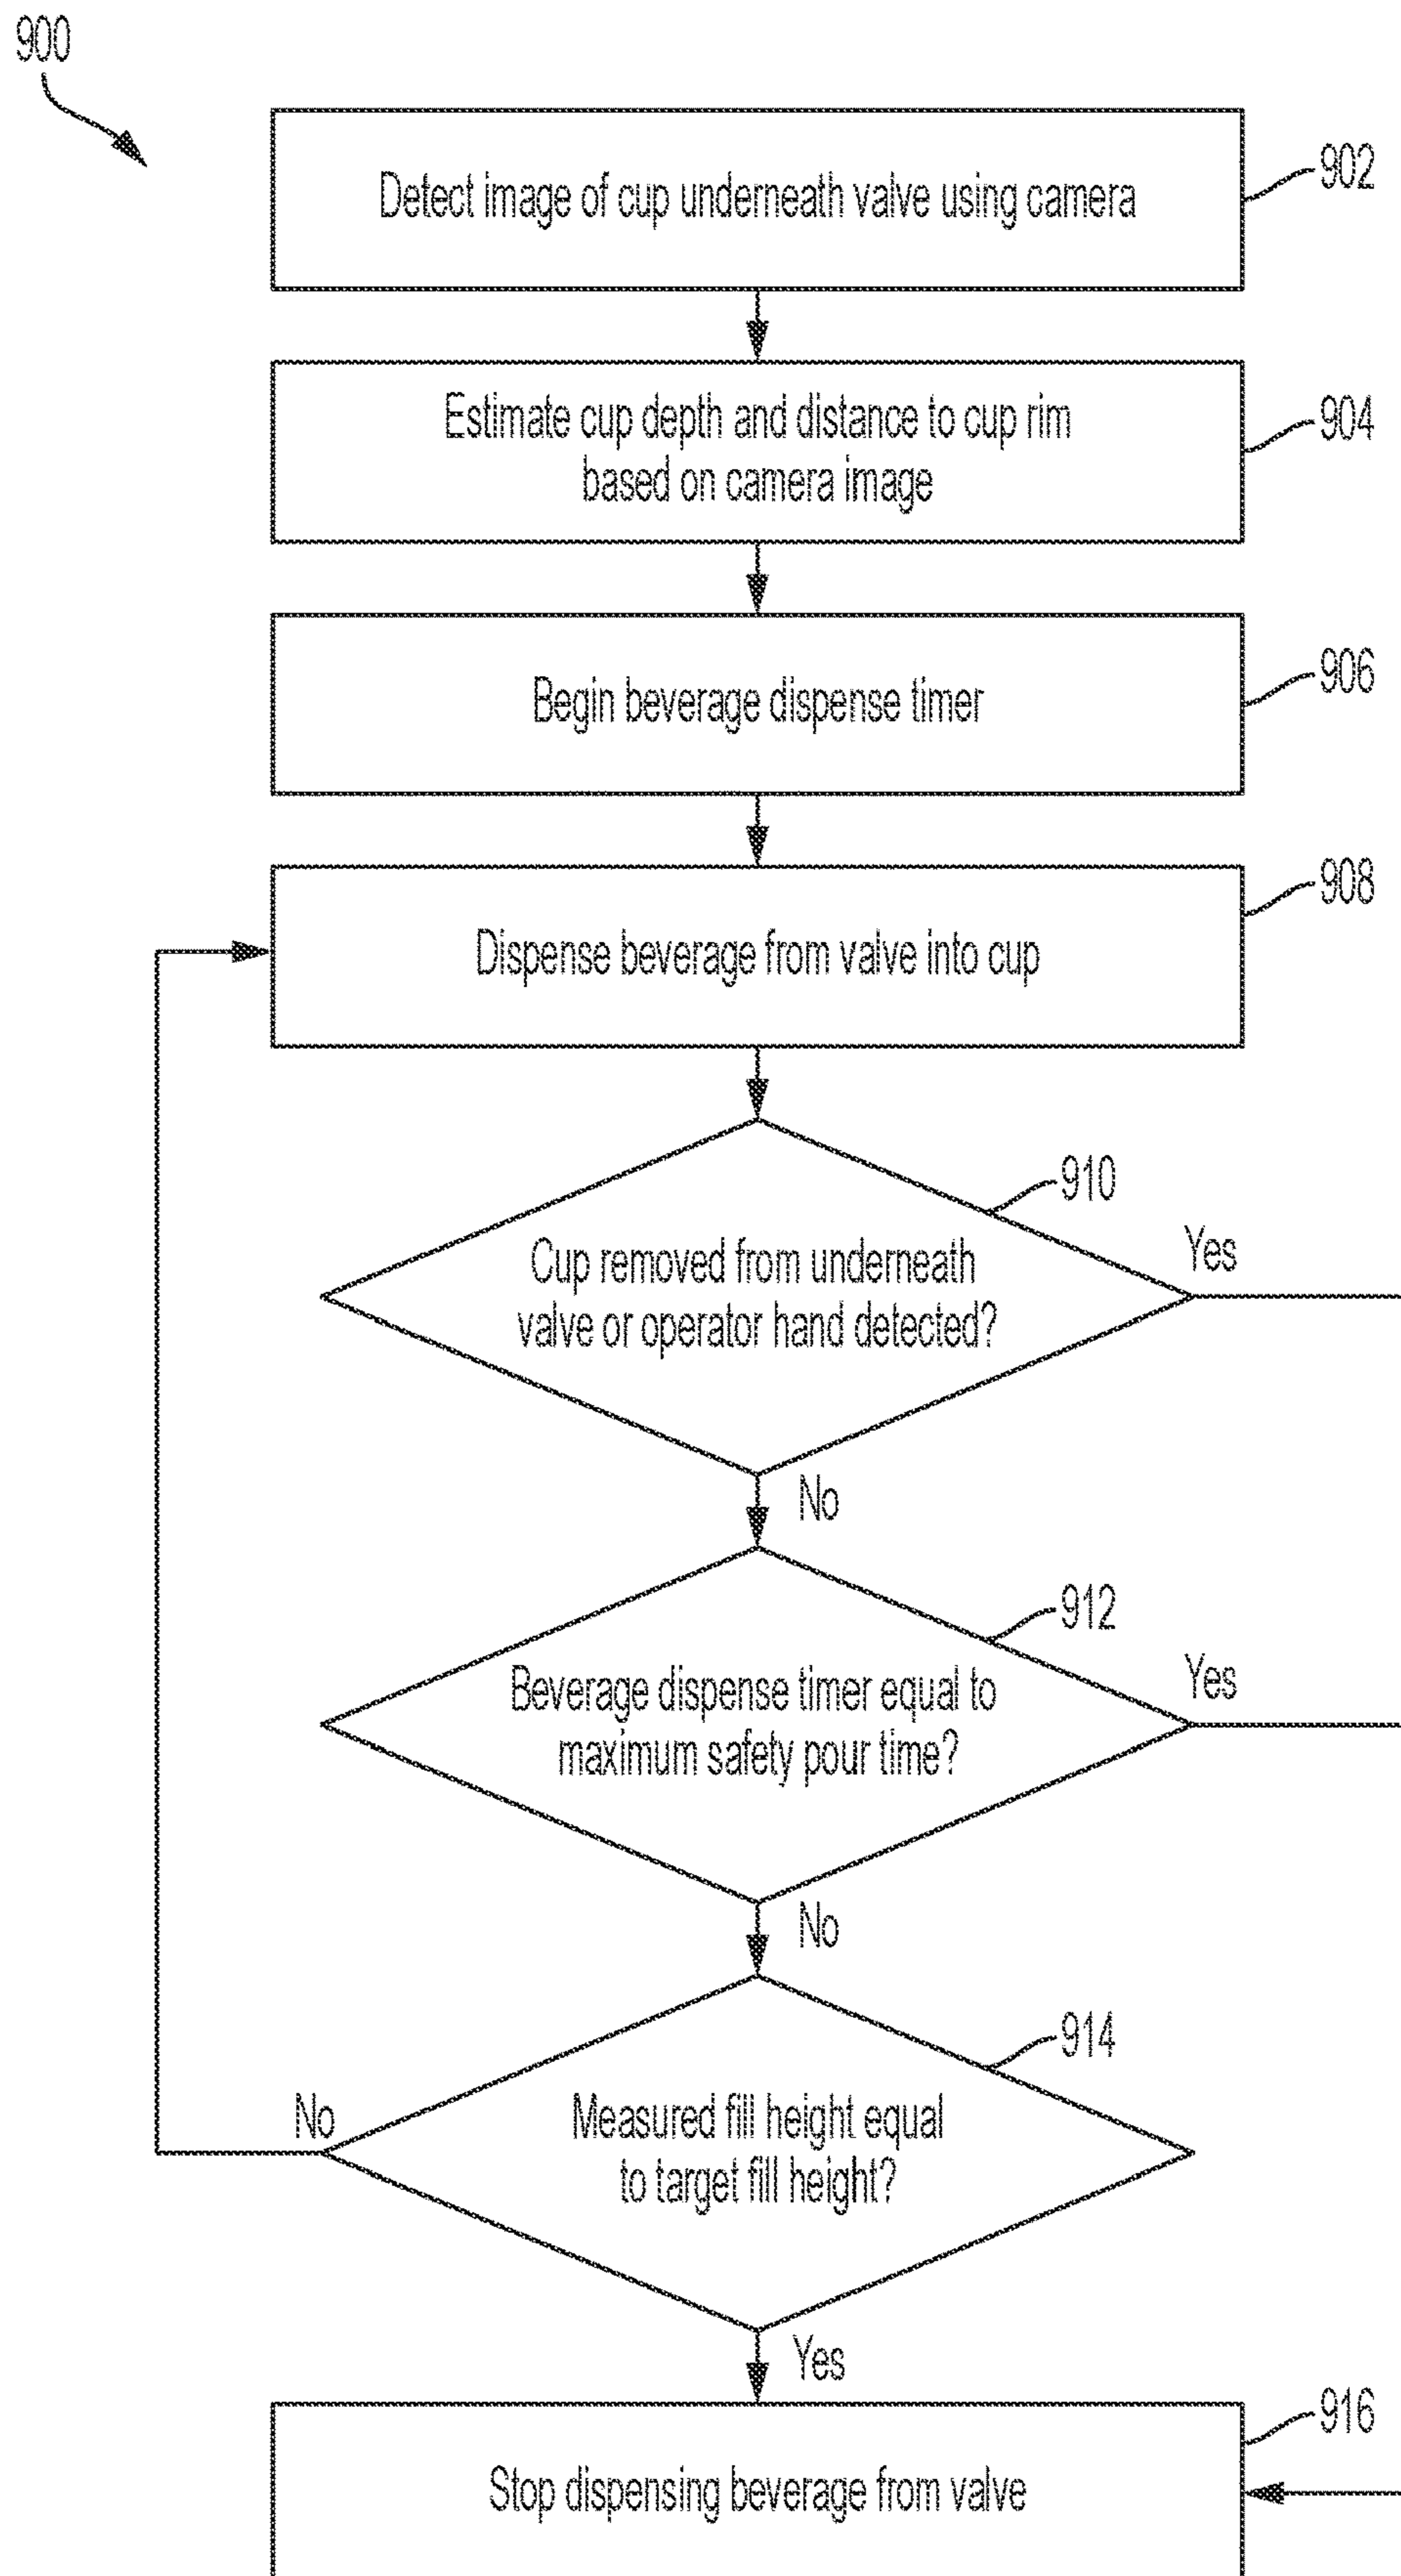 900
Detect image of cup underneath valve using camera
902
Estimate cup depth and distance to cup rim
based on camera image
904
Begin beverage dispense timer
906
Dispense beverage from valve into cup
908
910
Cup removed from underneath
valve or operator hand detected?
Yes
No
912
Beverage dispense timer equal to
maximum safety pour time?
Yes
No
914
Measured fill height equal
to target fill height?
No
Yes
916
Stop dispensing beverage from valve